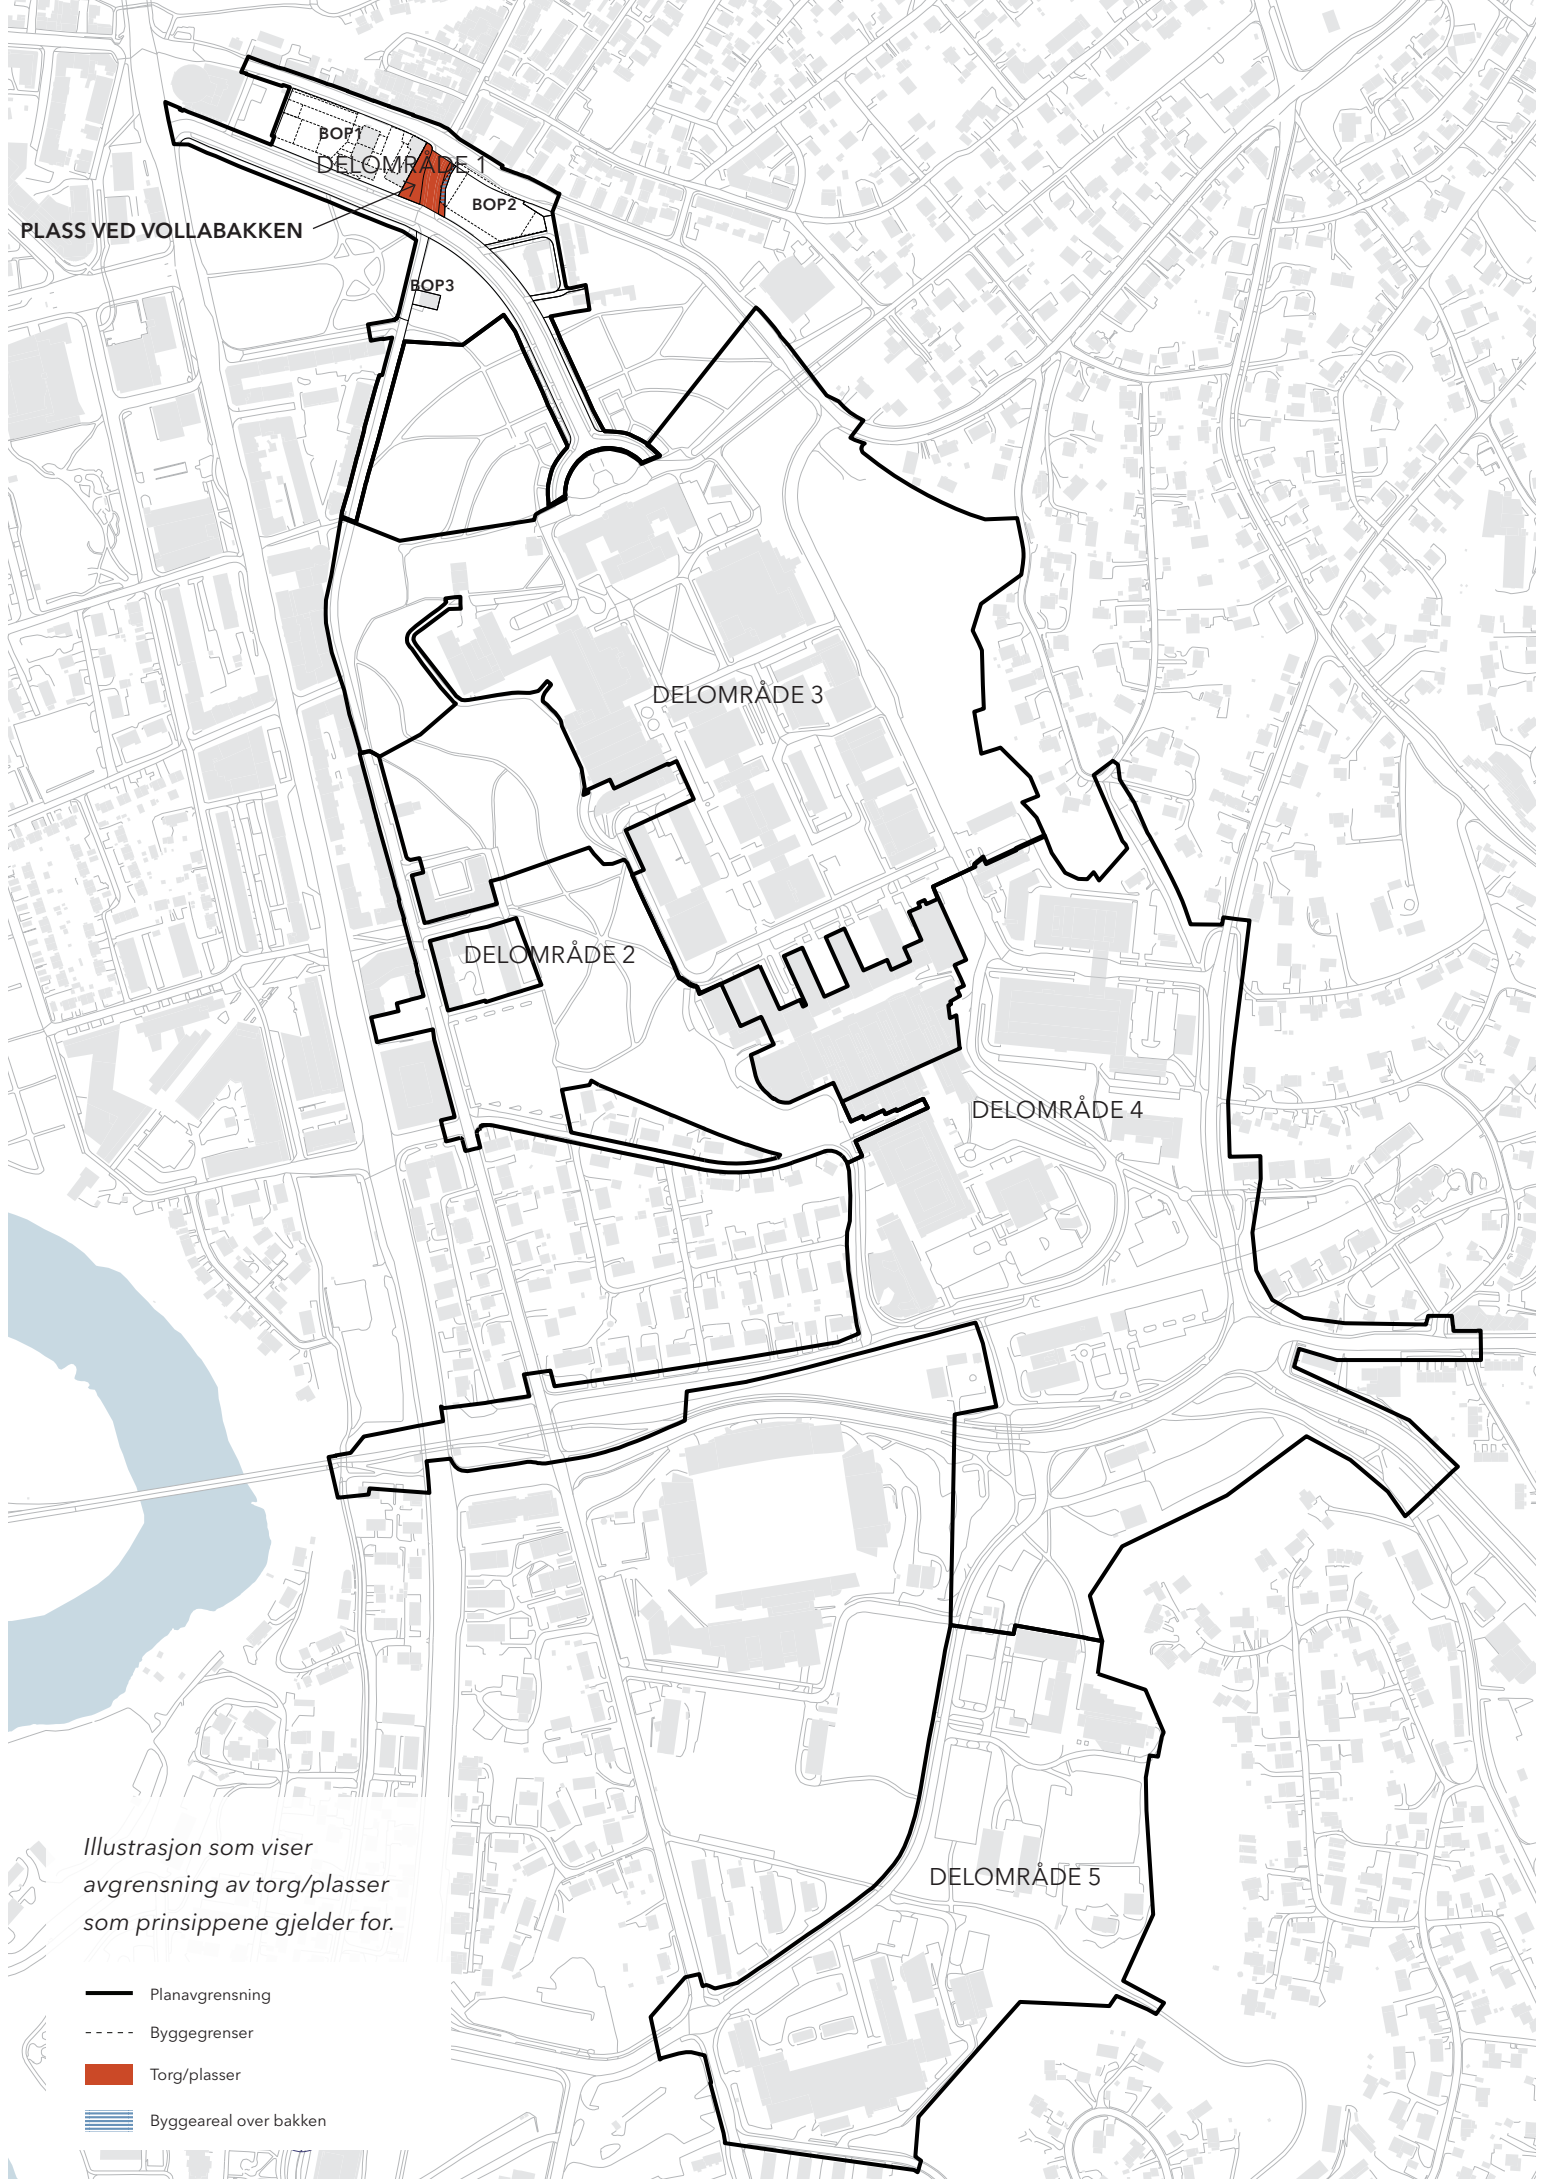 BOP1
DELOMRÅDE 1
BOP2
PLASS VED VOLLABAKKEN
BOP3
DELOMRÅDE 3
DELOMRÅDE 2
DELOMRÅDE 4
DELOMRÅDE 5
Illustrasjon som viser
avgrensning av torg/plasser
som prinsippene gjelder for.
Planavgrensning
Byggegrenser
Torg/plasser
Byggeareal over bakken